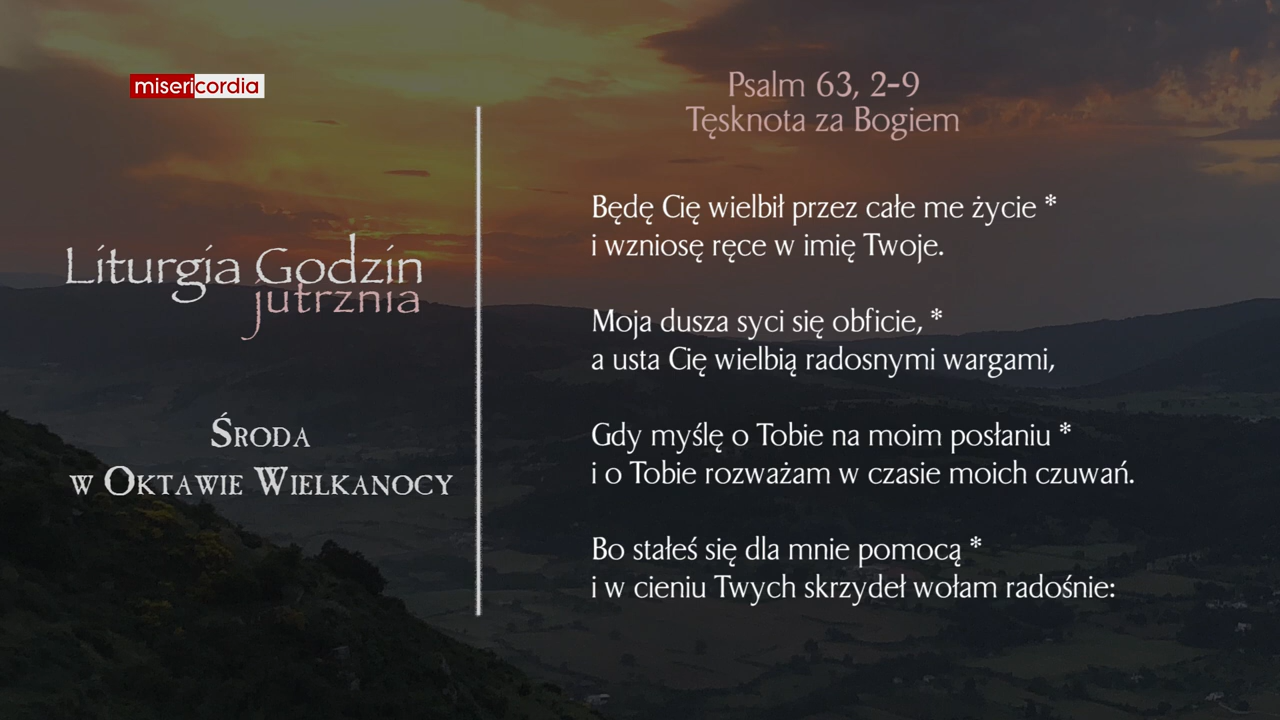 misericordia
Liturgia Godzin
jutrznia
Środa
w Oktawie Wielkanocy
Psalm 63, 2-9
Tęsknota za Bogiem
Będę Cię wielbił przez całe me życie *
i wzniosę ręce w imię Twoje.
Moja dusza syci się obficie, *
a usta Cię wielbią radosnymi wargami,
Gdy myślę o Tobie na moim posłaniu *
i o Tobie rozważam w czasie moich czuwań.
Bo stałeś się dla mnie pomocą *
i w cieniu Twych skrzydeł wołam radośnie: